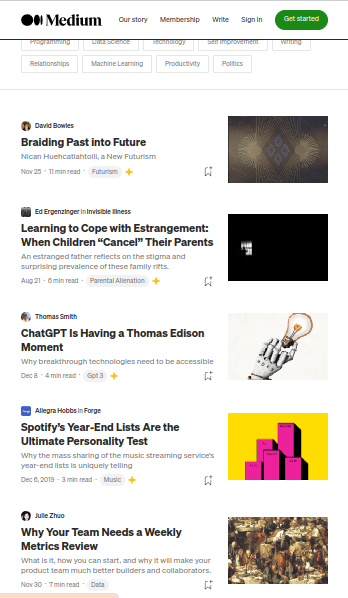 Medium
Our story
Membership
Write
Sign In
Get started
Programming
Data Science
Technology
Self Improvement
Writing
Relationships
Machine Learning
Productivity
Politics
David Bowles
Braiding Past into Future
Nican Huehcatlahtolli, a New Futurism
Nov 25 · 11 min read · Futurism
Ed Ergenzinger in Invisible Illness
Learning to Cope with Estrangement:
When Children “Cancel” Their Parents
An estranged father reflects on the stigma and
surprising prevalence of these family rifts.
Aug 21 · 6 min read · Parental Alienation
Thomas Smith
ChatGPT Is Having a Thomas Edison
Moment
Why breakthrough technologies need to be accessible
Dec 8 · 4 min read · Gpt 3
Allegra Hobbs in Forge
Spotify’s Year-End Lists Are the
Ultimate Personality Test
Why the mass sharing of the music streaming service’s
year-end lists is uniquely telling
Dec 6, 2019 · 3 min read · Music
Julie Zhuo
Why Your Team Needs a Weekly
Metrics Review
What is it, how you can start, and why it will make your
product team much better builders and collaborators.
Nov 30 · 7 min read · Data